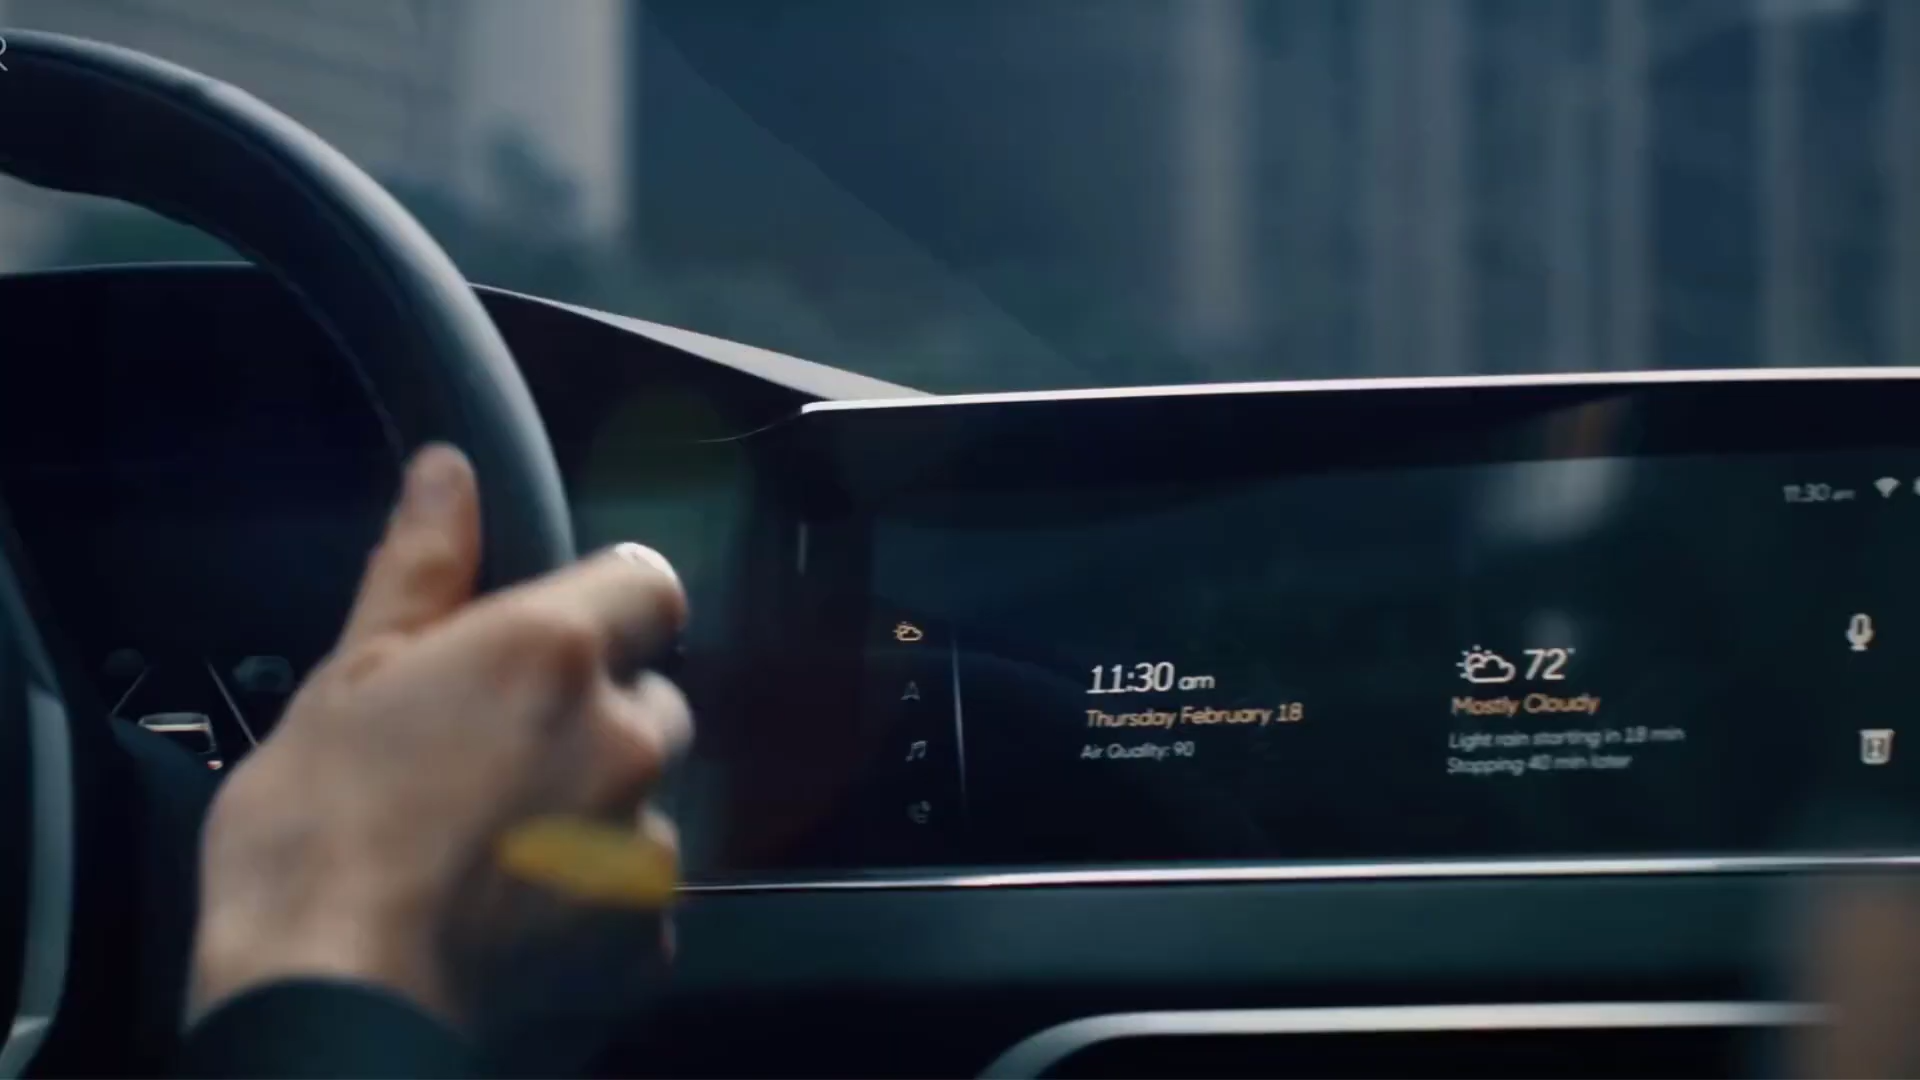 R
11:30 am
11:30 am
Thursday February 18
Air Quality: 90
72°
Mostly Cloudy
Light rain starting in 18 min
Stopping 40 min later